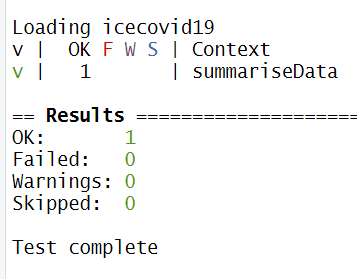 Loading icecovid19
v | OK F W S | Context
v | 1 | summariseData
== Results =====================
OK: 1
Failed: 0
Warnings: 0
Skipped: 0
Test complete